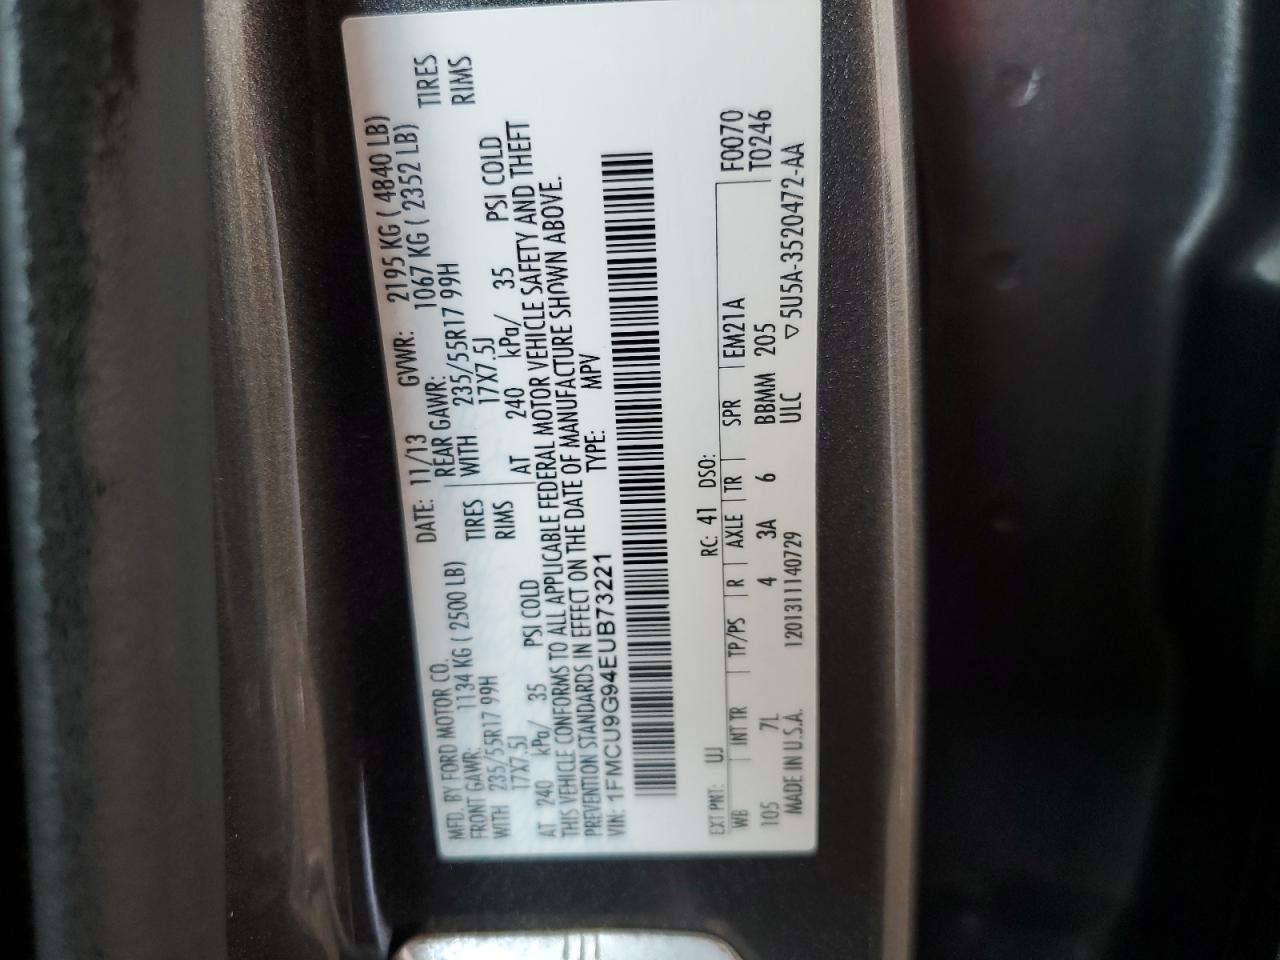 MFD. BY FORD MOTOR CO.
DATE: 11/13 GVWR: 2195 KG ( 4840 LB)
FRONT GAWR: 1134 KG ( 2500 LB) REAR GAWR: 1067 KG ( 2352 LB)
WITH 235/55R17 99H TIRES WITH 235/55R17 99H TIRES
17X7.5J RIMS 17X7.5J RIMS
AT 240 kPa/ 35 PSI COLD AT 240 kPa/ 35 PSI COLD
THIS VEHICLE CONFORMS TO ALL APPLICABLE FEDERAL MOTOR VEHICLE SAFETY AND THEFT
PREVENTION STANDARDS IN EFFECT ON THE DATE OF MANUFACTURE SHOWN ABOVE.
VIN: 1FMCU9G94EUB73221 TYPE: MPV
EXT PNT: UJ RC: 41 DSO:
WB INT TR TP/PS R AXLE TR SPR EM21A F0070
105 7L 4 3A 6 BBMM 205 T0246
MADE IN U.S.A. 1201311140729 ULC ▽5U5A-3520472-AA